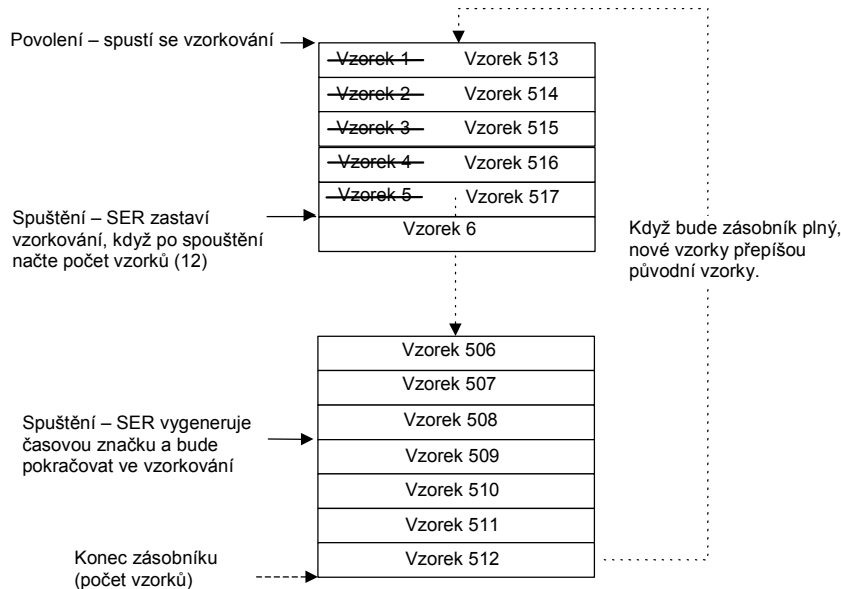 Povolení – spustí se vzorkování
Vzorek 1 Vzorek 513
Vzorek 2 Vzorek 514
Vzorek 3 Vzorek 515
Vzorek 4 Vzorek 516
Vzorek 5 Vzorek 517
Vzorek 6
Spuštění – SER zastaví
vzorkování, když po spouštění
načte počet vzorků (12)
Když bude zásobník plný,
nové vzorky přepíšou
původní vzorky.
Vzorek 506
Vzorek 507
Vzorek 508
Vzorek 509
Vzorek 510
Vzorek 511
Vzorek 512
Spuštění – SER vygeneruje
časovou značku a bude
pokračovat ve vzorkování
Konec zásobníku
(počet vzorků)